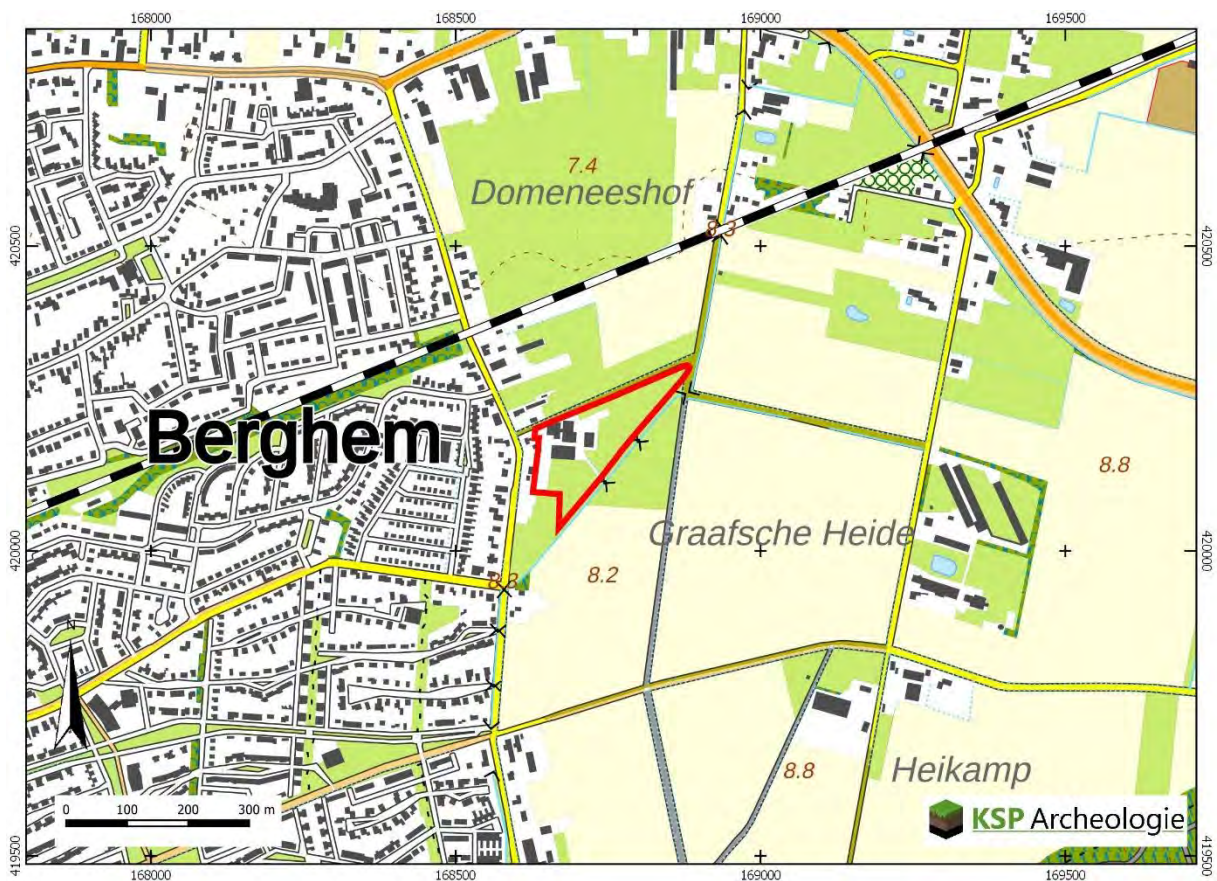 168000 168500 169000 169500
420500 420500
7.4
Domeneeshof
8.3
Berghem
8.8
Graafsche Heide
420000 420000
8.3 8.2
N
Heikamp
8.8
0 100 200 300 m
KSP Archeologie
419500 419500
168000 168500 169000 169500